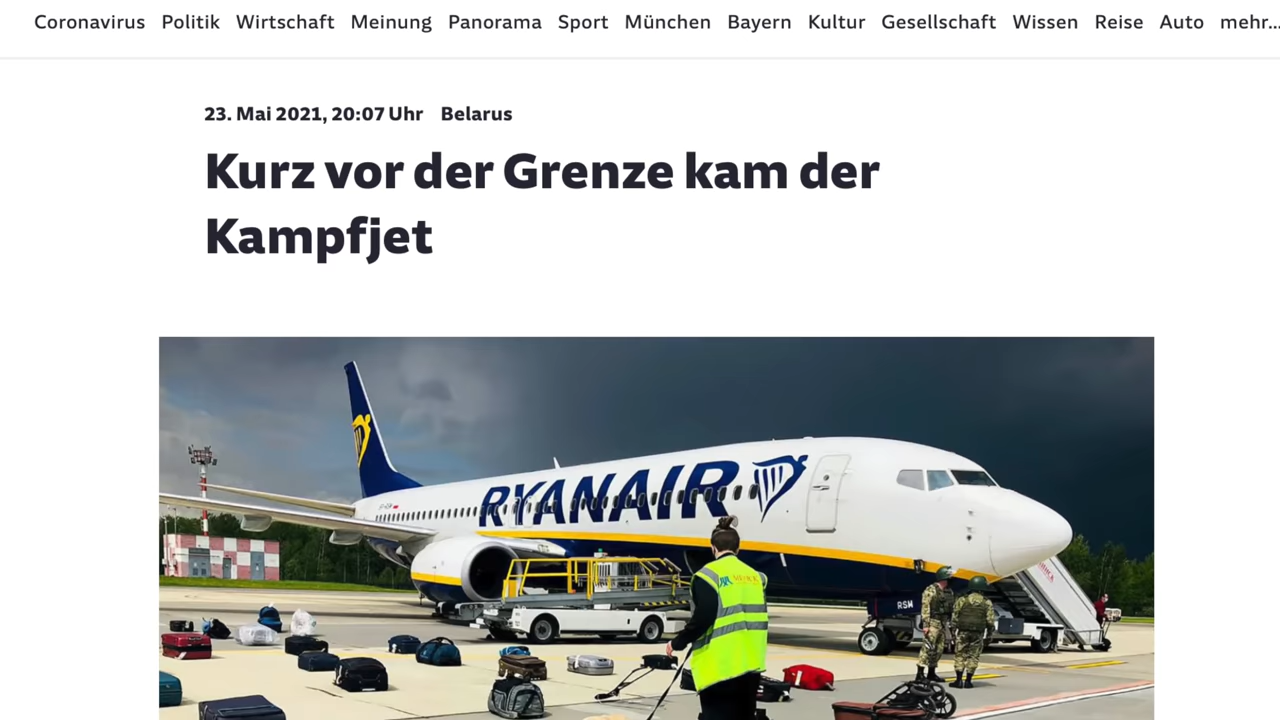 Coronavirus Politik Wirtschaft Meinung Panorama Sport München Bayern Kultur Gesellschaft Wissen Reise Auto mehr...
23. Mai 2021, 20:07 Uhr Belarus
Kurz vor der Grenze kam der
Kampfjet
RYANAIR
RSM